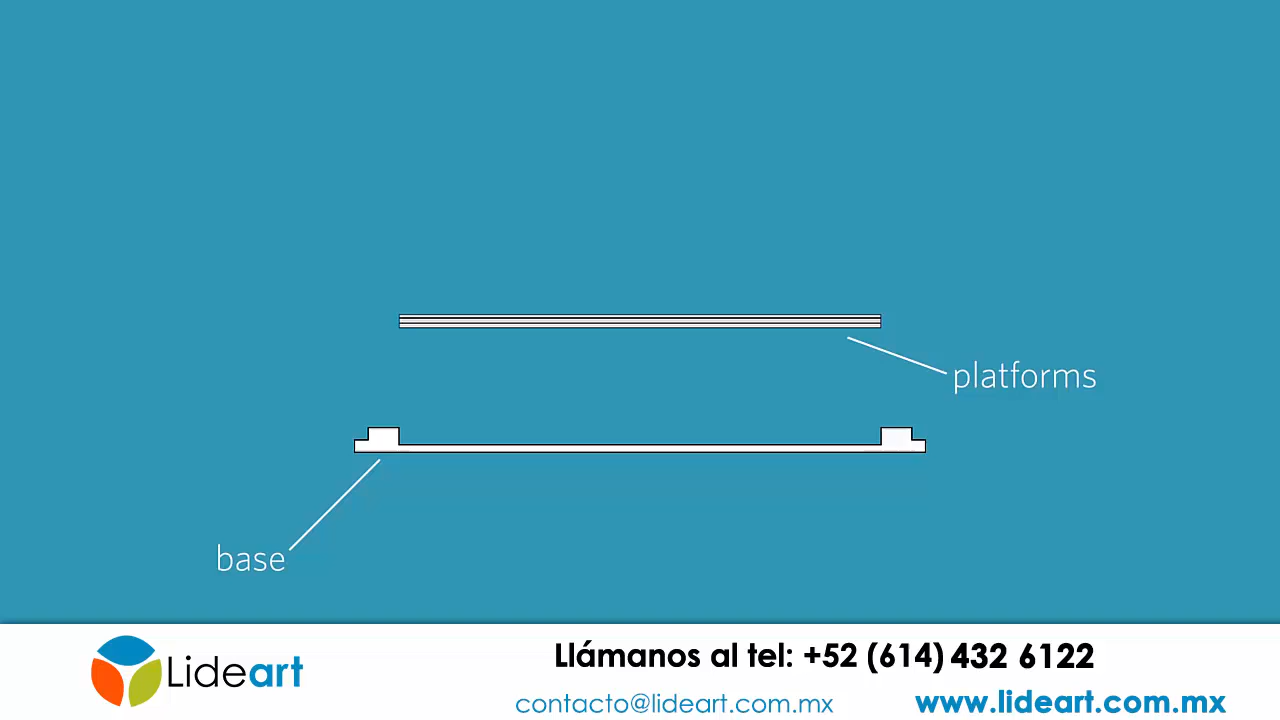 platforms
base
Lideart
Llámanos al tel: +52 (614) 432 6122
contacto@lideart.com.mx
www.lideart.com.mx